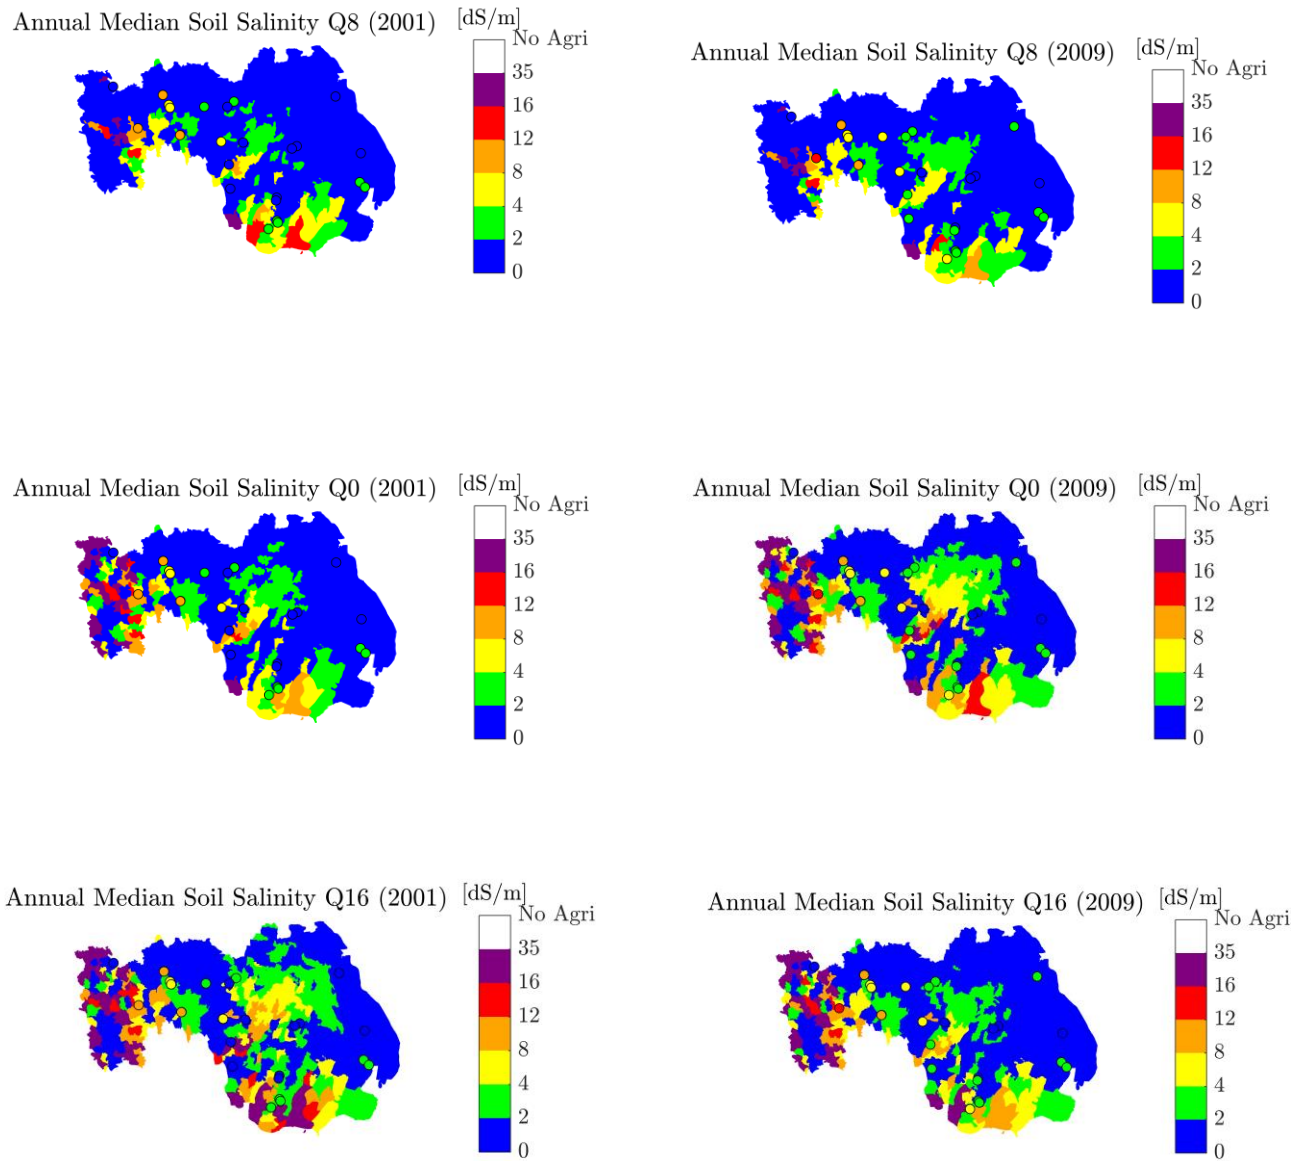 Annual Median Soil Salinity Q8 (2001)
[dS/m]
No Agri
35
16
12
8
4
2
0
Annual Median Soil Salinity Q8 (2009)
[dS/m]
No Agri
35
16
12
8
4
2
0
Annual Median Soil Salinity Q0 (2001)
[dS/m]
No Agri
35
16
12
8
4
2
0
Annual Median Soil Salinity Q0 (2009)
[dS/m]
No Agri
35
16
12
8
4
2
0
Annual Median Soil Salinity Q16 (2001)
[dS/m]
No Agri
35
16
12
8
4
2
0
Annual Median Soil Salinity Q16 (2009)
[dS/m]
No Agri
35
16
12
8
4
2
0